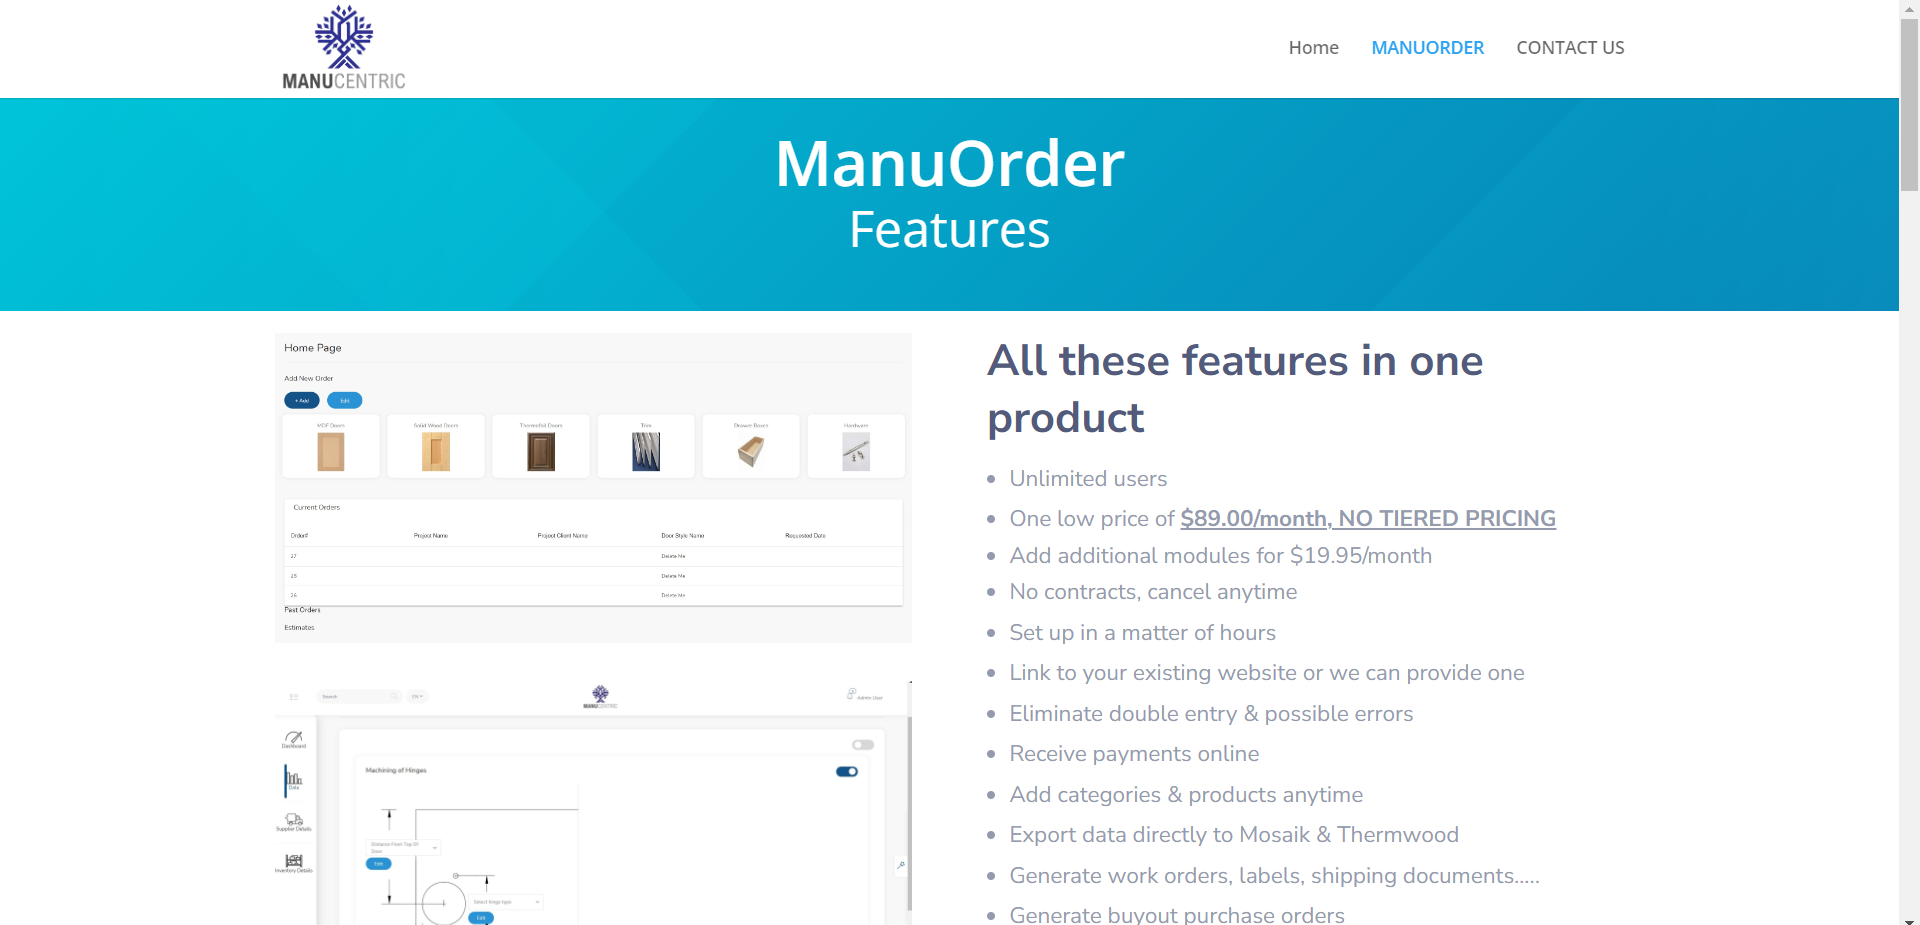 MANUCENTRIC
Home
MANUORDER
CONTACT US
ManuOrder
Features
Home Page
Add New Order
+ Add
Edit
MDF Doors
Solid Wood Doors
Thermofoil Doors
Trim
Drawer Boxes
Hardware
Current Orders
Order#
Project Name
Project Client Name
Door Style Name
Requested Date
27
Delete Me
25
Delete Me
26
Delete Me
Past Orders
Estimates
Search
EN
MANUCENTRIC
Admin User
Dashboard
Data
Supplier Details
Inventory Details
Machining of Hinges
Distance From Top Of
Door
Edit
Select hinge type
Edit
All these features in one
product
Unlimited users
One low price of $89.00/month, NO TIERED PRICING
Add additional modules for $19.95/month
No contracts, cancel anytime
Set up in a matter of hours
Link to your existing website or we can provide one
Eliminate double entry & possible errors
Receive payments online
Add categories & products anytime
Export data directly to Mosaik & Thermwood
Generate work orders, labels, shipping documents.....
Generate buyout purchase orders